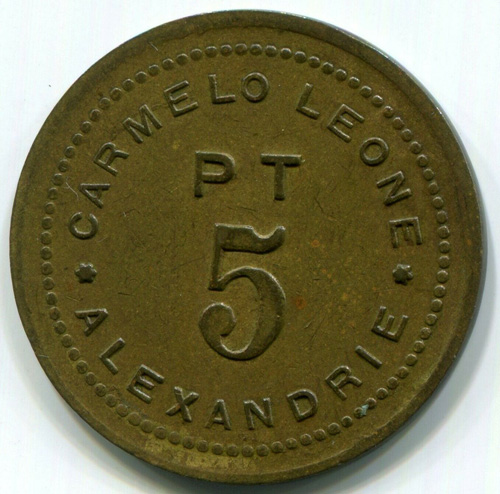 CARMELO LEONE
PT
5
* ALEXANDRIE *